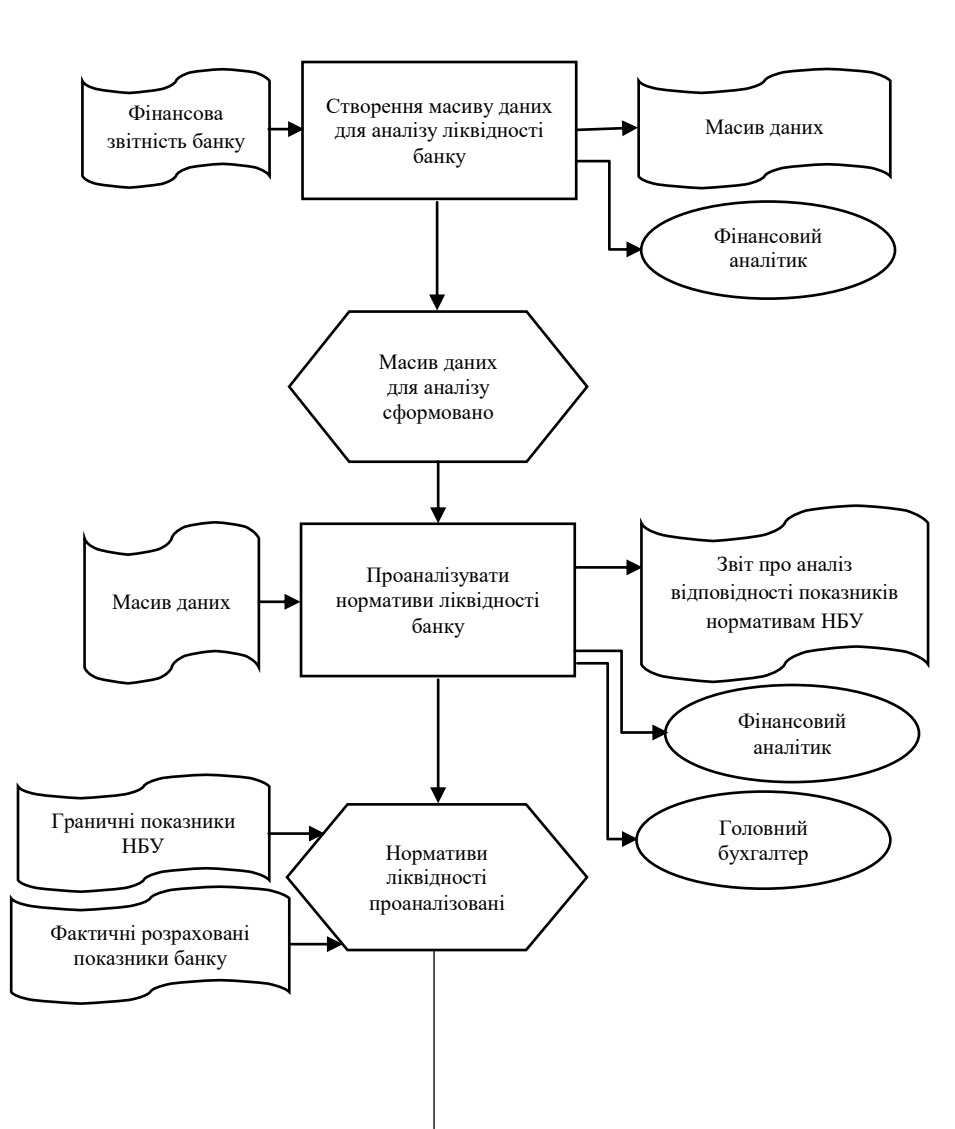 Фінансова
звітність банку
Створення масиву даних
для аналізу ліквідності
банку
Масив даних
Фінансовий
аналітик
Масив даних
для аналізу
сформовано
Масив даних
Проаналізувати
нормативи ліквідності
банку
Звіт про аналіз
відповідності показників
нормативам НБУ
Фінансовий
аналітик
Головний
бухгалтер
Граничні показники
НБУ
Нормативи
ліквідності
проаналізовані
Фактичні розраховані
показники банку